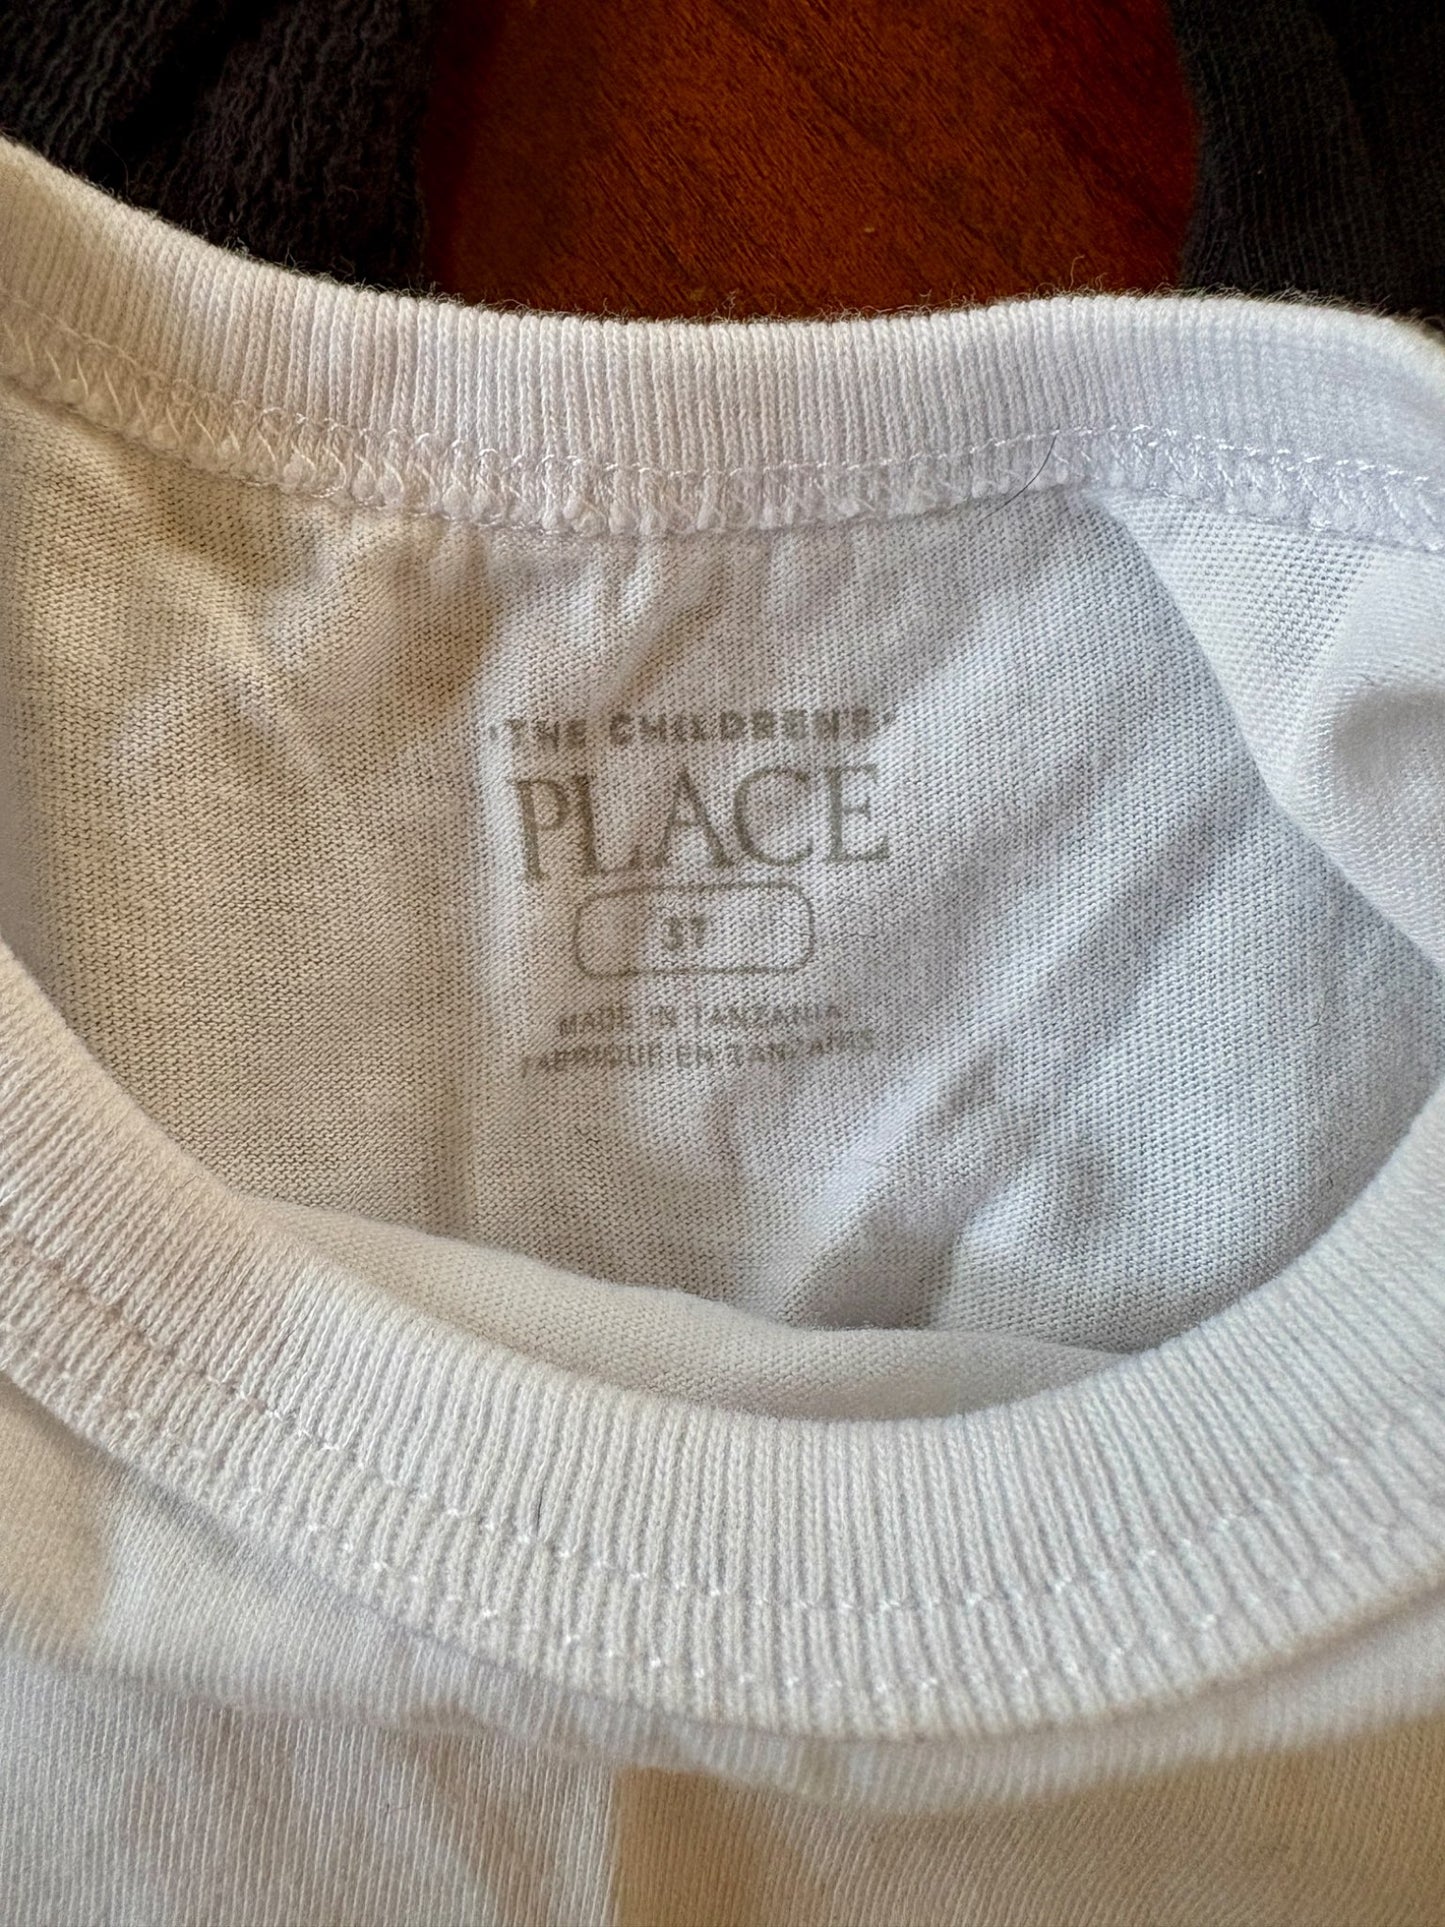 THE CHILDREN'S
PLACE
3T
MADE IN TANZANIA
FABRIQUÉ EN TANZANIE